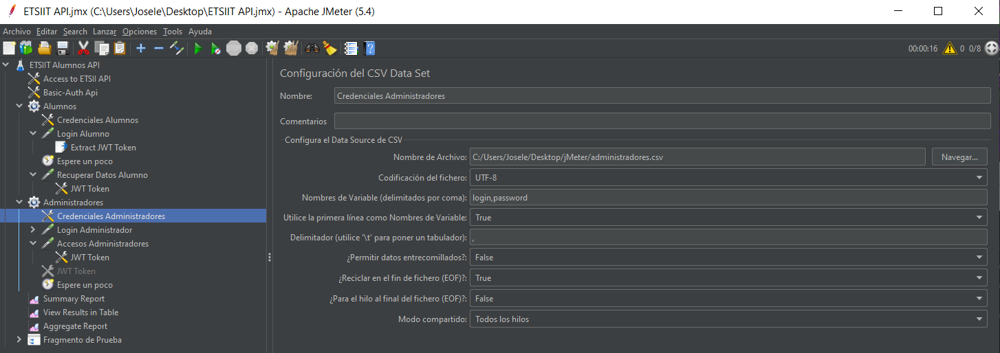 ETSIIT API.jmx (C:\Users\Josele\Desktop\ETSIIT API.jmx) - Apache JMeter (5.4)
Archivo Editar Search Lanzar Opciones Tools Ayuda
STOP
00:00:16 0 0/8
ETSIIT Alumnos API
Access to ETSII API
Basic-Auth Api
Alumnos
Credenciales Alumnos
Login Alumno
Extract JWT Token
Espere un poco
Recuperar Datos Alumno
JWT Token
Administradores
Credenciales Administradores
Login Administrador
Accesos Administradores
JWT Token
JWT Token
Espere un poco
Summary Report
View Results in Table
Aggregate Report
Fragmento de Prueba
Configuración del CSV Data Set
Nombre: Credenciales Administradores
Comentarios
Configura el Data Source de CSV
Nombre de Archivo: C:/Users/Josele/Desktop/jMeter/administradores.csv Navegar...
Codificación del fichero: UTF-8
Nombres de Variable (delimitados por coma): login,password
Utilice la primera línea como Nombres de Variable: True
Delimitador (utilice '\t' para poner un tabulador): ,
¿Permitir datos entrecomillados?: False
¿Reciclar en el fin de fichero (EOF)?: True
¿Para el hilo al final del fichero (EOF)?: False
Modo compartido: Todos los hilos